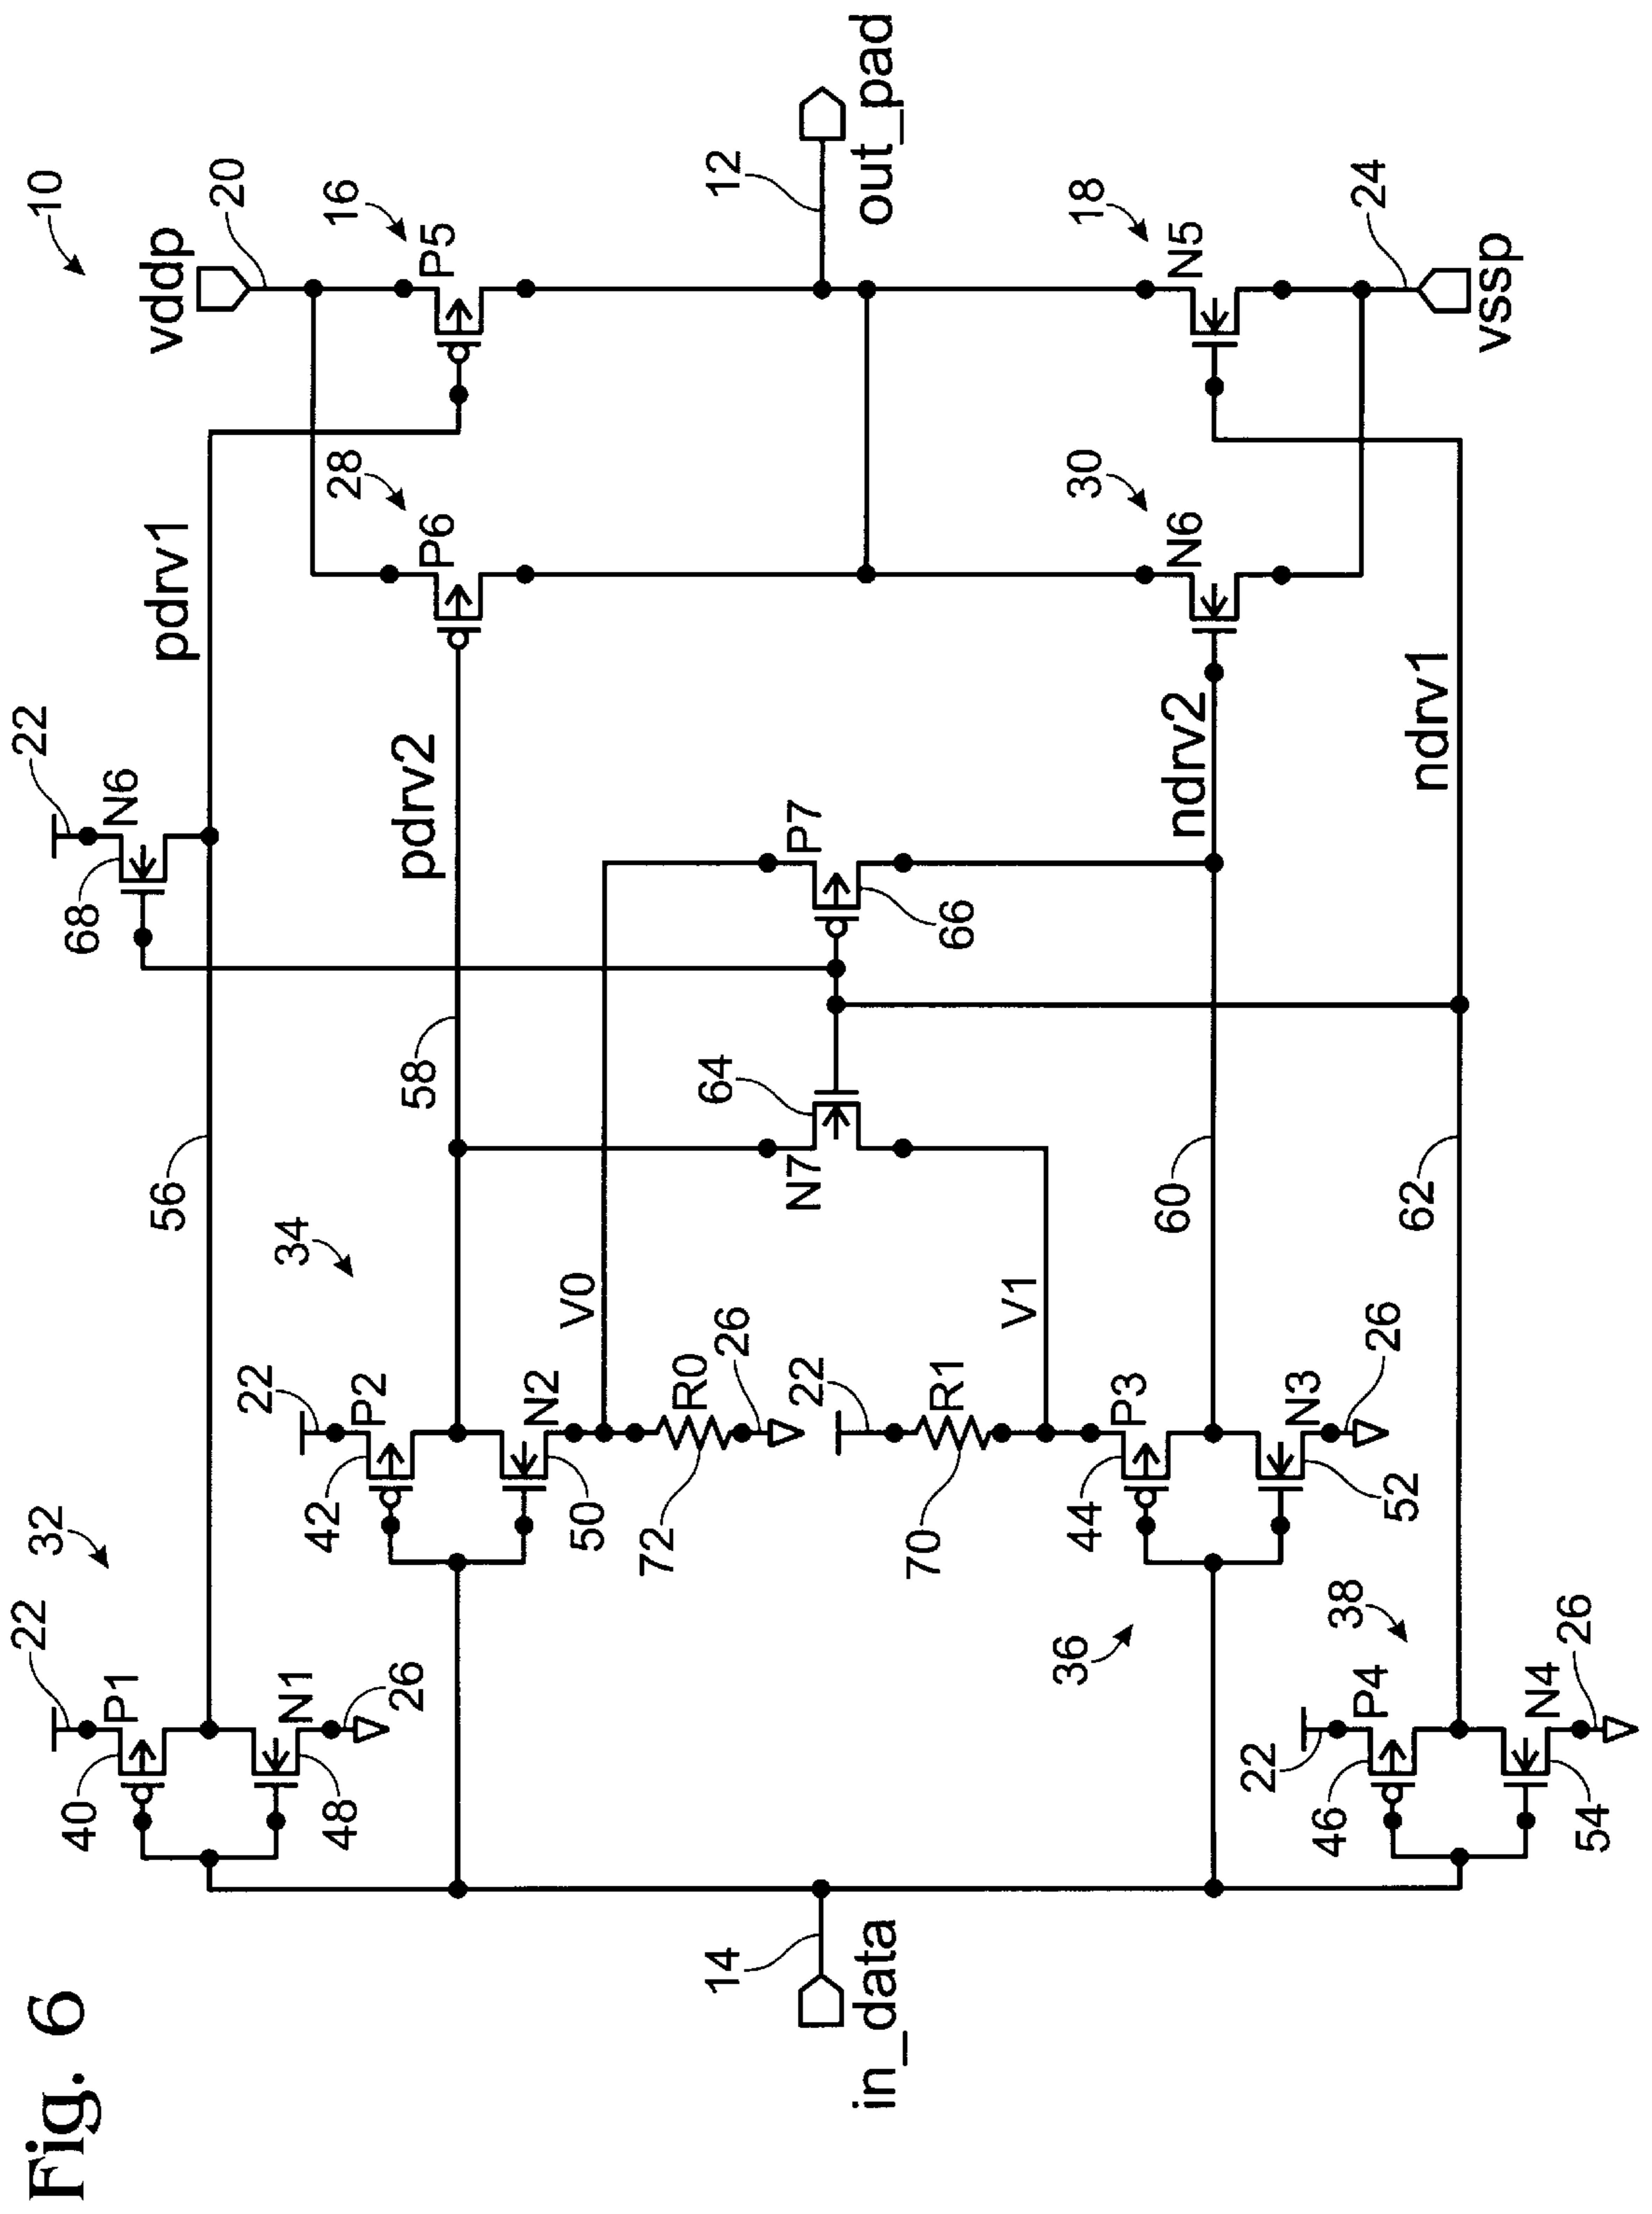 Fig. 6
10
vddp
20
pdrv1
16
P5
28
P6
12
out_pad
18
N5
30
N6
24
vssp
22
N6
68
pdrv2
58
56
P7
66
64
N7
ndrv2
ndrv1
60
62
34
V0
V1
22
P2
42
N2
50
R0
72
26
22
R1
70
P3
44
N3
52
26
36
32
22
P1
40
N1
48
26
38
22
P4
46
N4
54
26
14
in_data